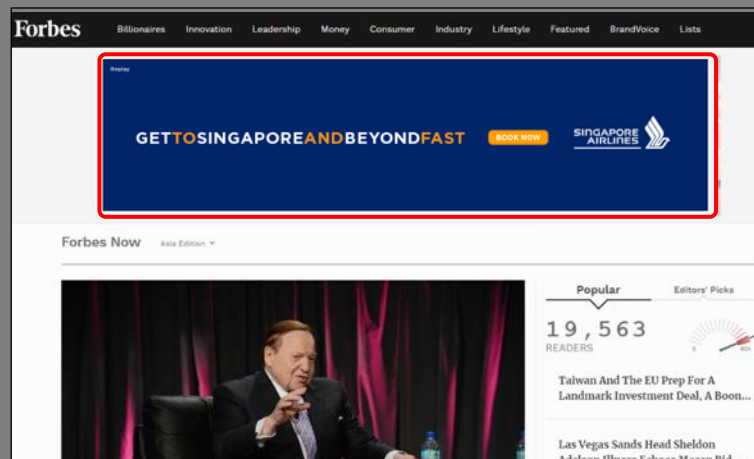 Forbes Billionaires Innovation Leadership Money Consumer Industry Lifestyle Featured BrandVoice Lists
Replay
GETTOSINGAPOREANDBEYONDFAST BOOK NOW SINGAPORE AIRLINES
Forbes Now Asia Edition
Popular Editors' Picks
19,563
READERS
Taiwan And The EU Prep For A
Landmark Investment Deal, A Boon...
Las Vegas Sands Head Sheldon